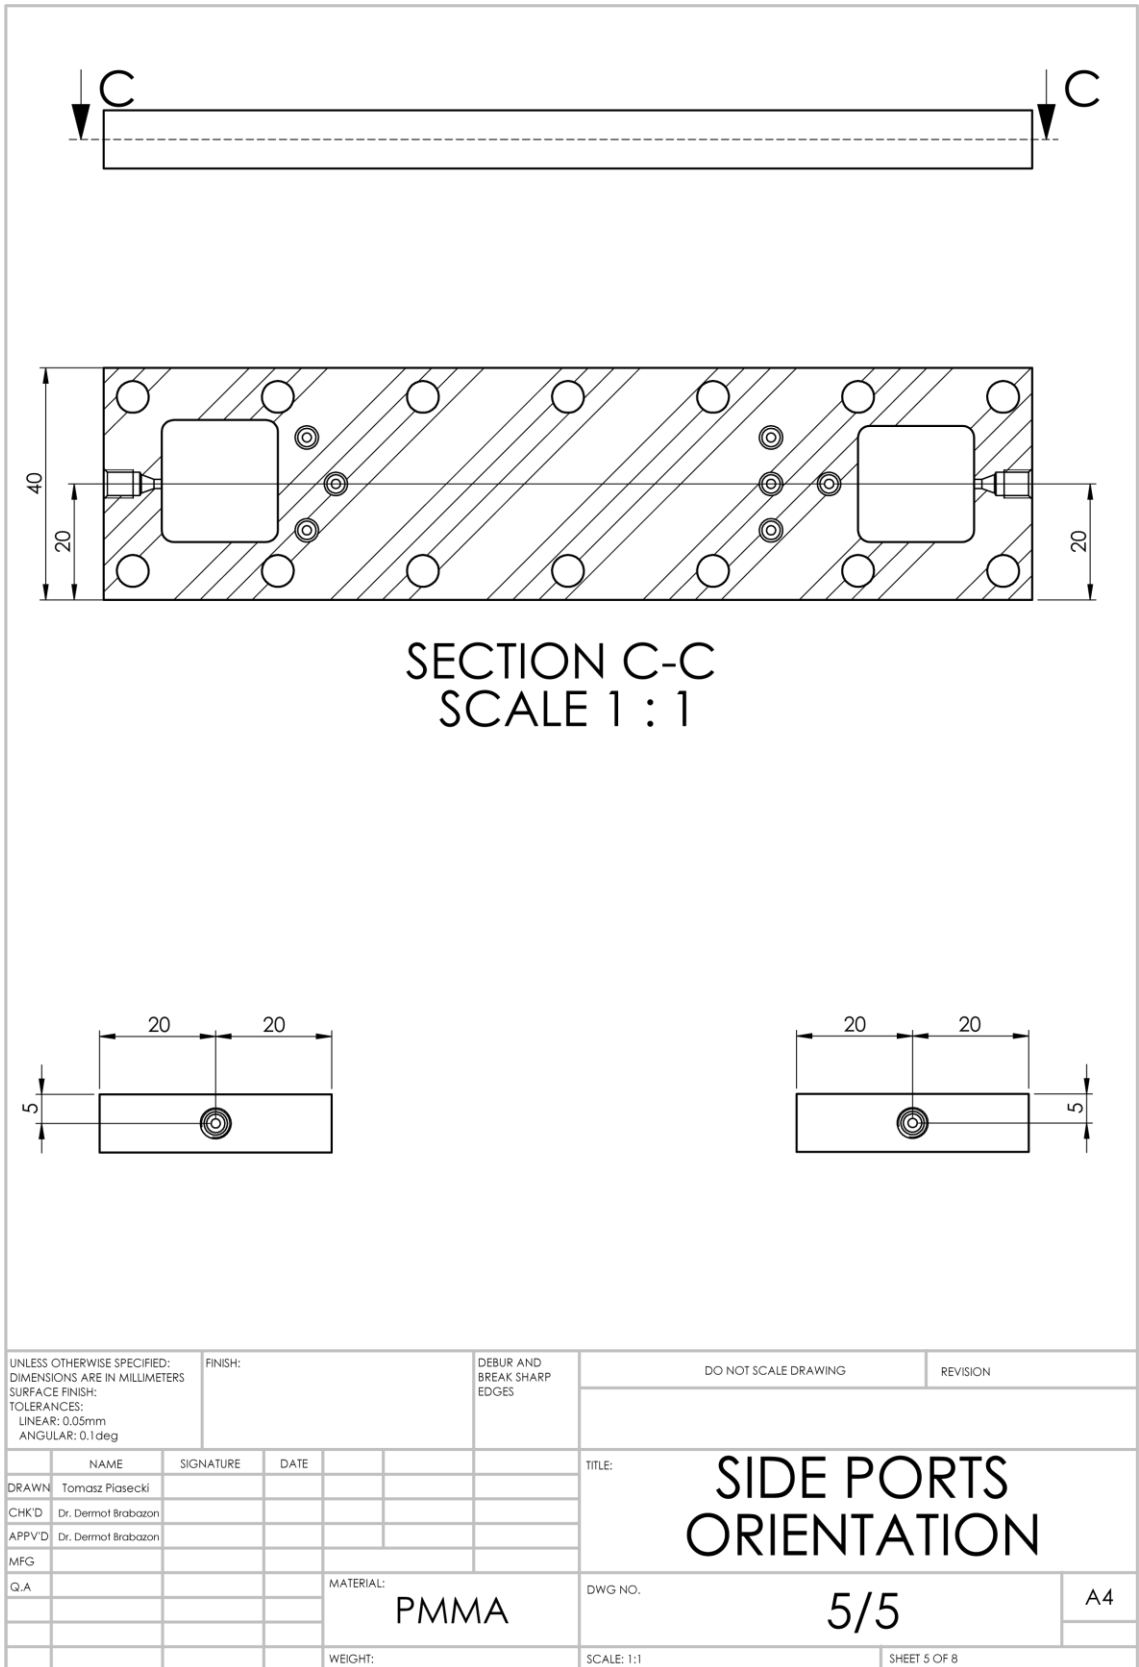 C
C
40
20
20
SECTION C-C
SCALE 1 : 1
20
20
5
20
20
5
UNLESS OTHERWISE SPECIFIED:
DIMENSIONS ARE IN MILLIMETERS
SURFACE FINISH:
TOLERANCES:
LINEAR: 0.05mm
ANGULAR: 0.1deg
FINISH:
DEBUR AND
BREAK SHARP
EDGES
DO NOT SCALE DRAWING
REVISION
NAME
SIGNATURE
DATE
DRAWN
Tomasz Piasecki
CHK'D
Dr. Dermot Brabazon
APPV'D
Dr. Dermot Brabazon
MFG
Q.A
MATERIAL:
PMMA
WEIGHT:
TITLE:
SIDE PORTS
ORIENTATION
DWG NO.
5/5
A4
SCALE: 1:1
SHEET 5 OF 8